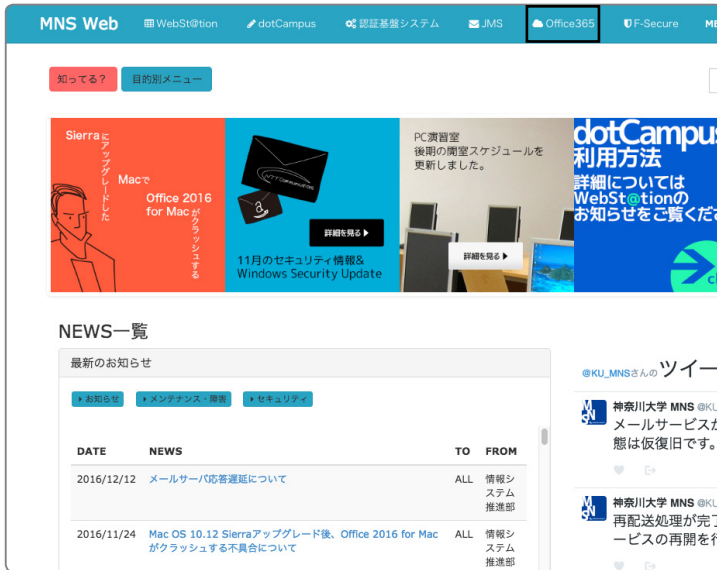 MNS Web WebSt@tion dotCampus 認証基盤システム JMS Office365 F-Secure
知ってる? 目的別メニュー
Sierraにアップグレードした
Macで
Office 2016
for Macがクラッシュする
NTT Communications
a
詳細を見る
11月のセキュリティ情報&
Windows Security Update
PC演習室
後期の開室スケジュールを
更新しました。
詳細を見る
dotCampus
利用方法
詳細については
WebSt@tionの
お知らせをご覧くだ
NEWS一覧
最新のお知らせ
お知らせ メンテナンス・障害 セキュリティ
DATE NEWS TO FROM
2016/12/12 メールサーバ応答遅延について ALL 情報シ
ステム
推進部
2016/11/24 Mac OS 10.12 Sierraアップグレード後、Office 2016 for Mac ALL 情報シ
がクラッシュする不具合について ステム
推進部
@KU_MNSさんのツイー
神奈川大学 MNS @KU
メールサービスが
態は仮復旧です。
神奈川大学 MNS @KU
再配送処理が完了
ービスの再開を行